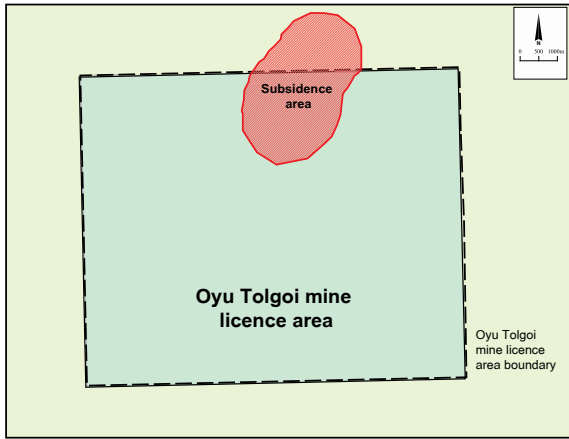 N
0 500 1000m
Subsidence
area
Oyu Tolgoi mine
licence area
Oyu Tolgoi
mine licence
area boundary